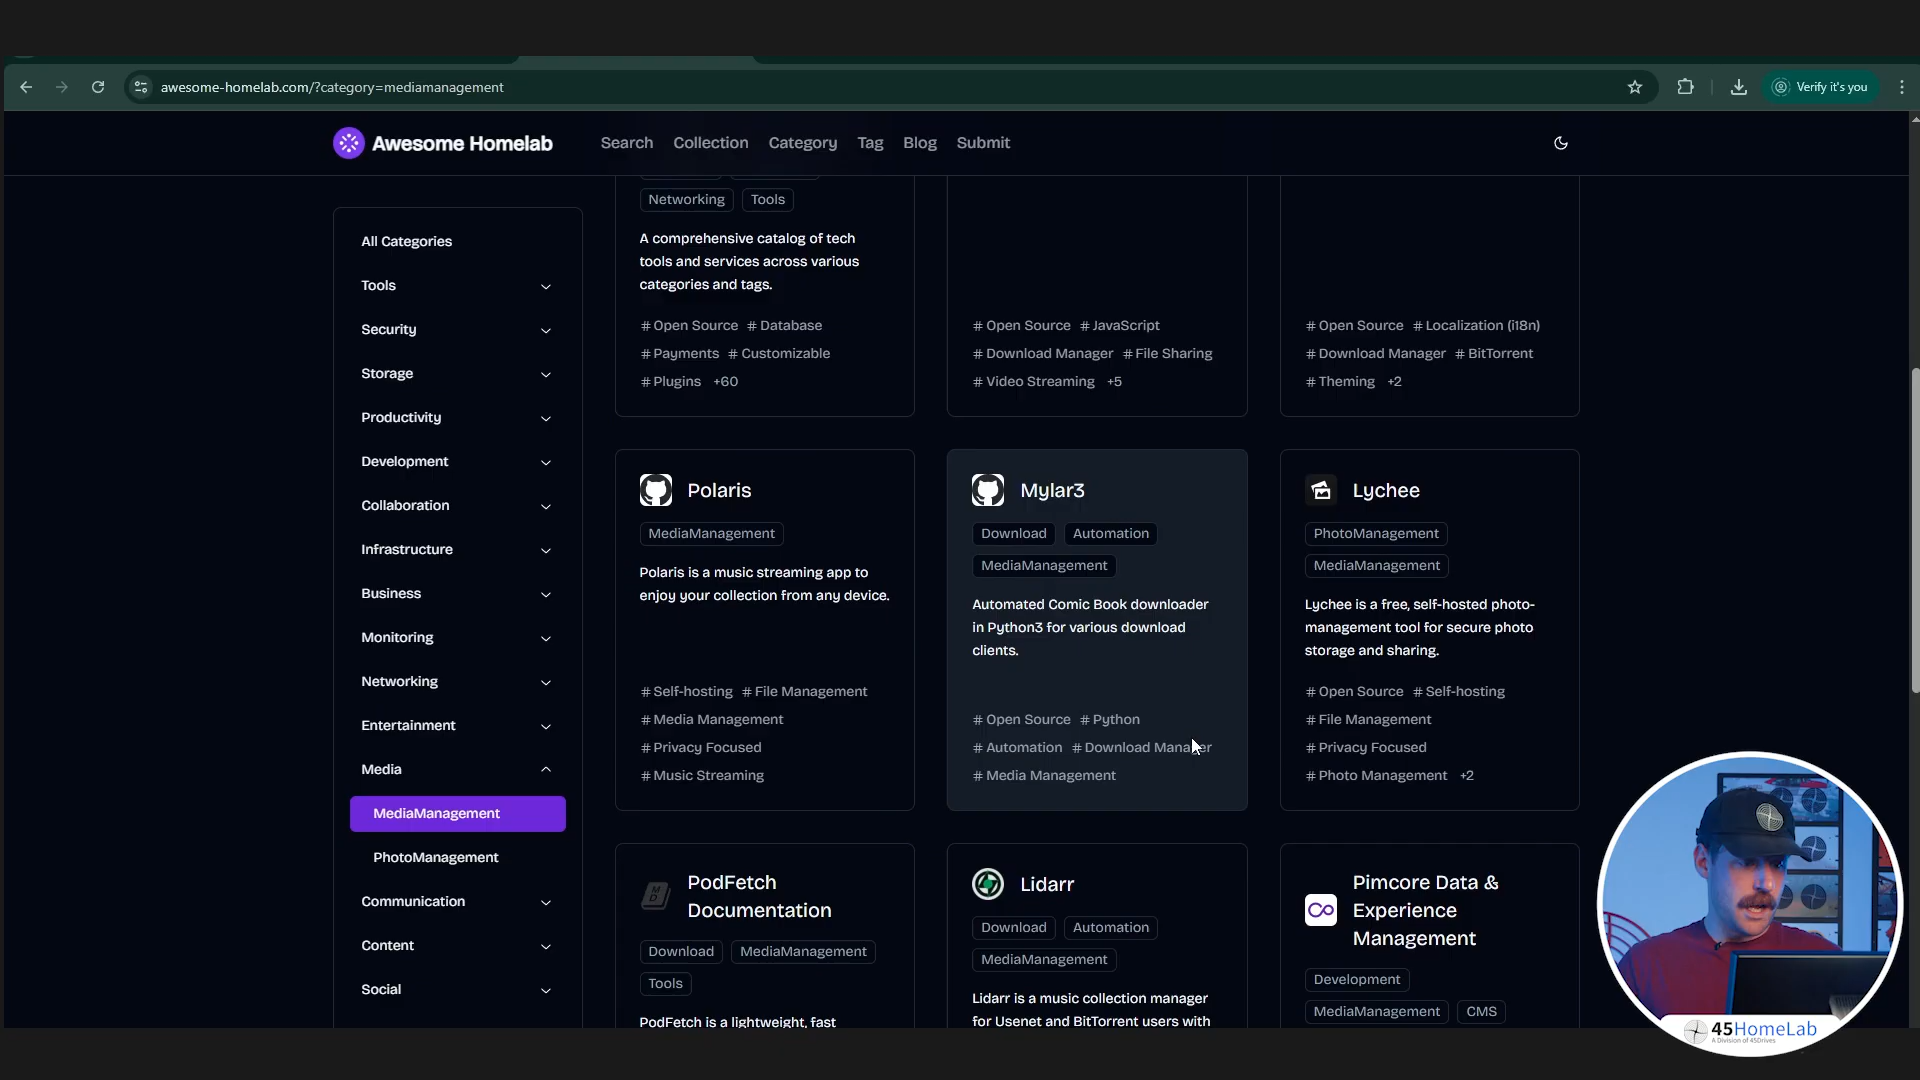 awesome-homelab.com/?category=mediamanagement
Verify it's you
Awesome Homelab
Search
Collection
Category
Tag
Blog
Submit
All Categories
Tools
Security
Storage
Productivity
Development
Collaboration
Infrastructure
Business
Monitoring
Networking
Entertainment
Media
MediaManagement
PhotoManagement
Communication
Content
Social
Networking
Tools
A comprehensive catalog of tech
tools and services across various
categories and tags.
# Open Source # Database
# Payments # Customizable
# Plugins +60
# Open Source # JavaScript
# Download Manager # File Sharing
# Video Streaming +5
# Open Source # Localization (i18n)
# Download Manager # BitTorrent
# Theming +2
Polaris
MediaManagement
Polaris is a music streaming app to
enjoy your collection from any device.
# Self-hosting # File Management
# Media Management
# Privacy Focused
# Music Streaming
Mylar3
Download
Automation
MediaManagement
Automated Comic Book downloader
in Python3 for various download
clients.
# Open Source # Python
# Automation # Download Manager
# Media Management
Lychee
PhotoManagement
MediaManagement
Lychee is a free, self-hosted photo-
management tool for secure photo
storage and sharing.
# Open Source # Self-hosting
# File Management
# Privacy Focused
# Photo Management +2
PodFetch
Documentation
Download
MediaManagement
Tools
PodFetch is a lightweight, fast
Lidarr
Download
Automation
MediaManagement
Lidarr is a music collection manager
for Usenet and BitTorrent users with
Pimcore Data &
Experience
Management
Development
MediaManagement
CMS
45HomeLab
A Division of 45Drives